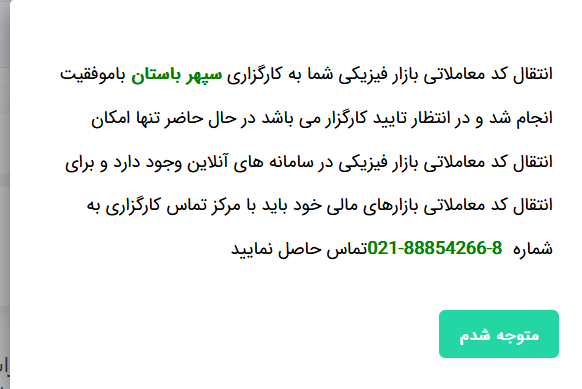 انتقال کد معاملاتی بازار فیزیکی شما به کارگزاری سپهر باستان باموفقیت
انجام شد و در انتظار تایید کارگزار می باشد در حال حاضر تنها امکان
انتقال کد معاملاتی بازار فیزیکی در سامانه های آنلاین وجود دارد و برای
انتقال کد معاملاتی بازارهای مالی خود باید با مرکز تماس کارگزاری به
شماره 021-88854266-8تماس حاصل نمایید
متوجه شدم